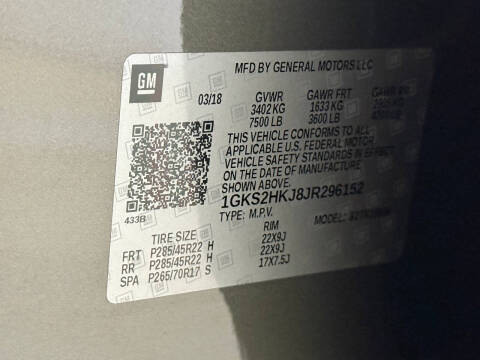 GM
MFD BY GENERAL MOTORS LLC
03/18 GVWR GAWR FRT GAWR RR
3402 KG 1633 KG
7500 LB 3600 LB
THIS VEHICLE CONFORMS TO ALL
APPLICABLE U.S. FEDERAL MOTOR
VEHICLE SAFETY STANDARDS IN EFFECT
ON THE DATE OF MANUFACTURE
SHOWN ABOVE.
1GKS2HKJ8JR296152
433B
TYPE: M.P.V. MODEL:
TIRE SIZE RIM
FRT P285/45R22 H 22X9J
RR P285/45R22 H 22X9J
SPA P265/70R17 S 17X7.5J